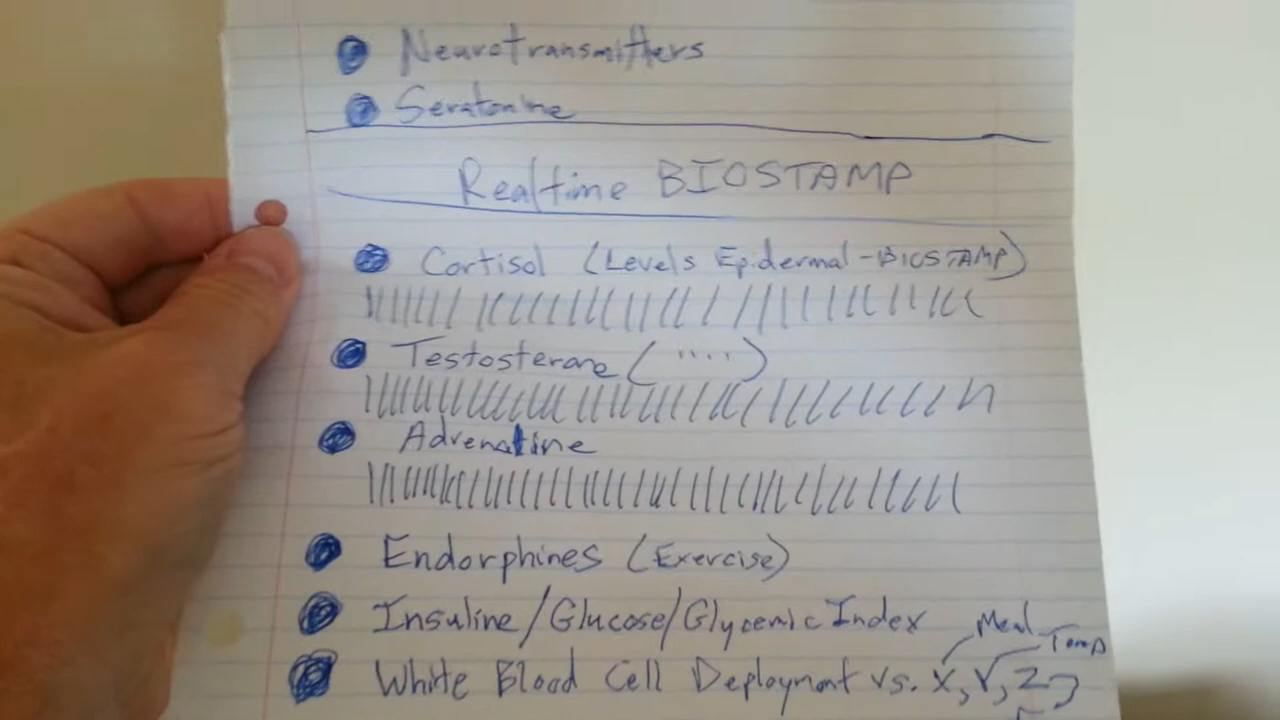 Neurotransmitters
Seratonine
Realtime BIOSTAMP
Cortisol (Levels Epidermal-BIOSTAMP)
Testosterone (.....)
Adrenatine
Endorphines (Exercise)
Insuline/Glucose/Glycemic Index
Meal
Temp
White Blood Cell Deployment vs. X, Y, Z